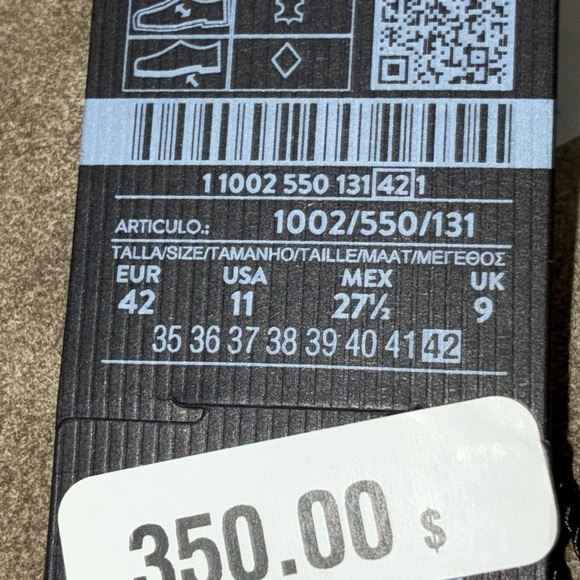 1 1002 550 131 42 1
ARTICULO.: 1002/550/131
TALLA/SIZE/TAMANHO/TAILLE/MAAT/ΜΕΓΕΘΟΣ
EUR USA MEX UK
42 11 27½ 9
35 36 37 38 39 40 41 42
350.00 $